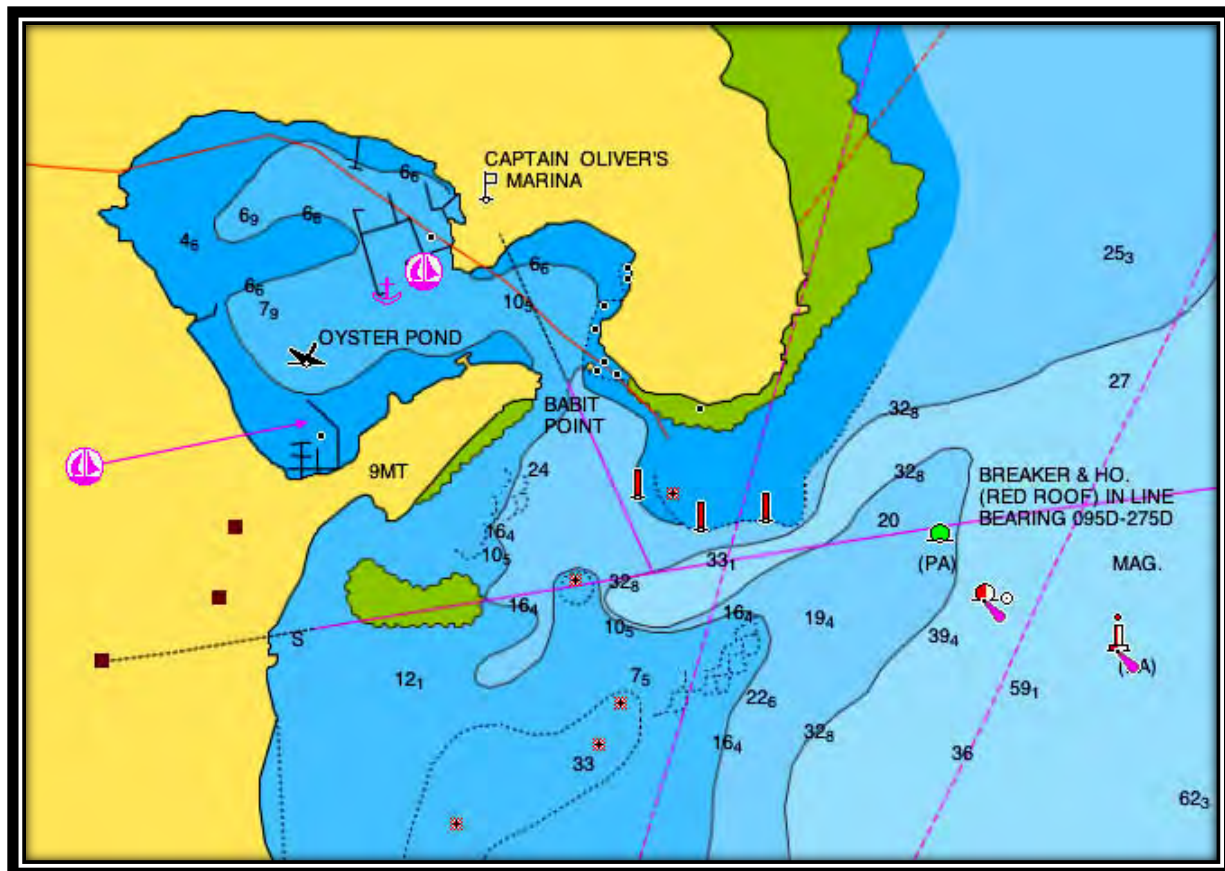 CAPTAIN OLIVER'S
MARINA
6₆
6₉
6₆
4₆
25₃
6₆
6₆
7₉
10₅
OYSTER POND
27
BABIT
POINT
32₈
9MT
24
32₈
BREAKER & HO.
(RED ROOF) IN LINE
BEARING 095D-275D
20
16₄
10₅
33₁
(PA)
MAG.
32₈
16₄
16₄
19₄
10₅
39₄
S
12₁
7₅
22₆
59₁
16₄
32₈
33
36
62₃